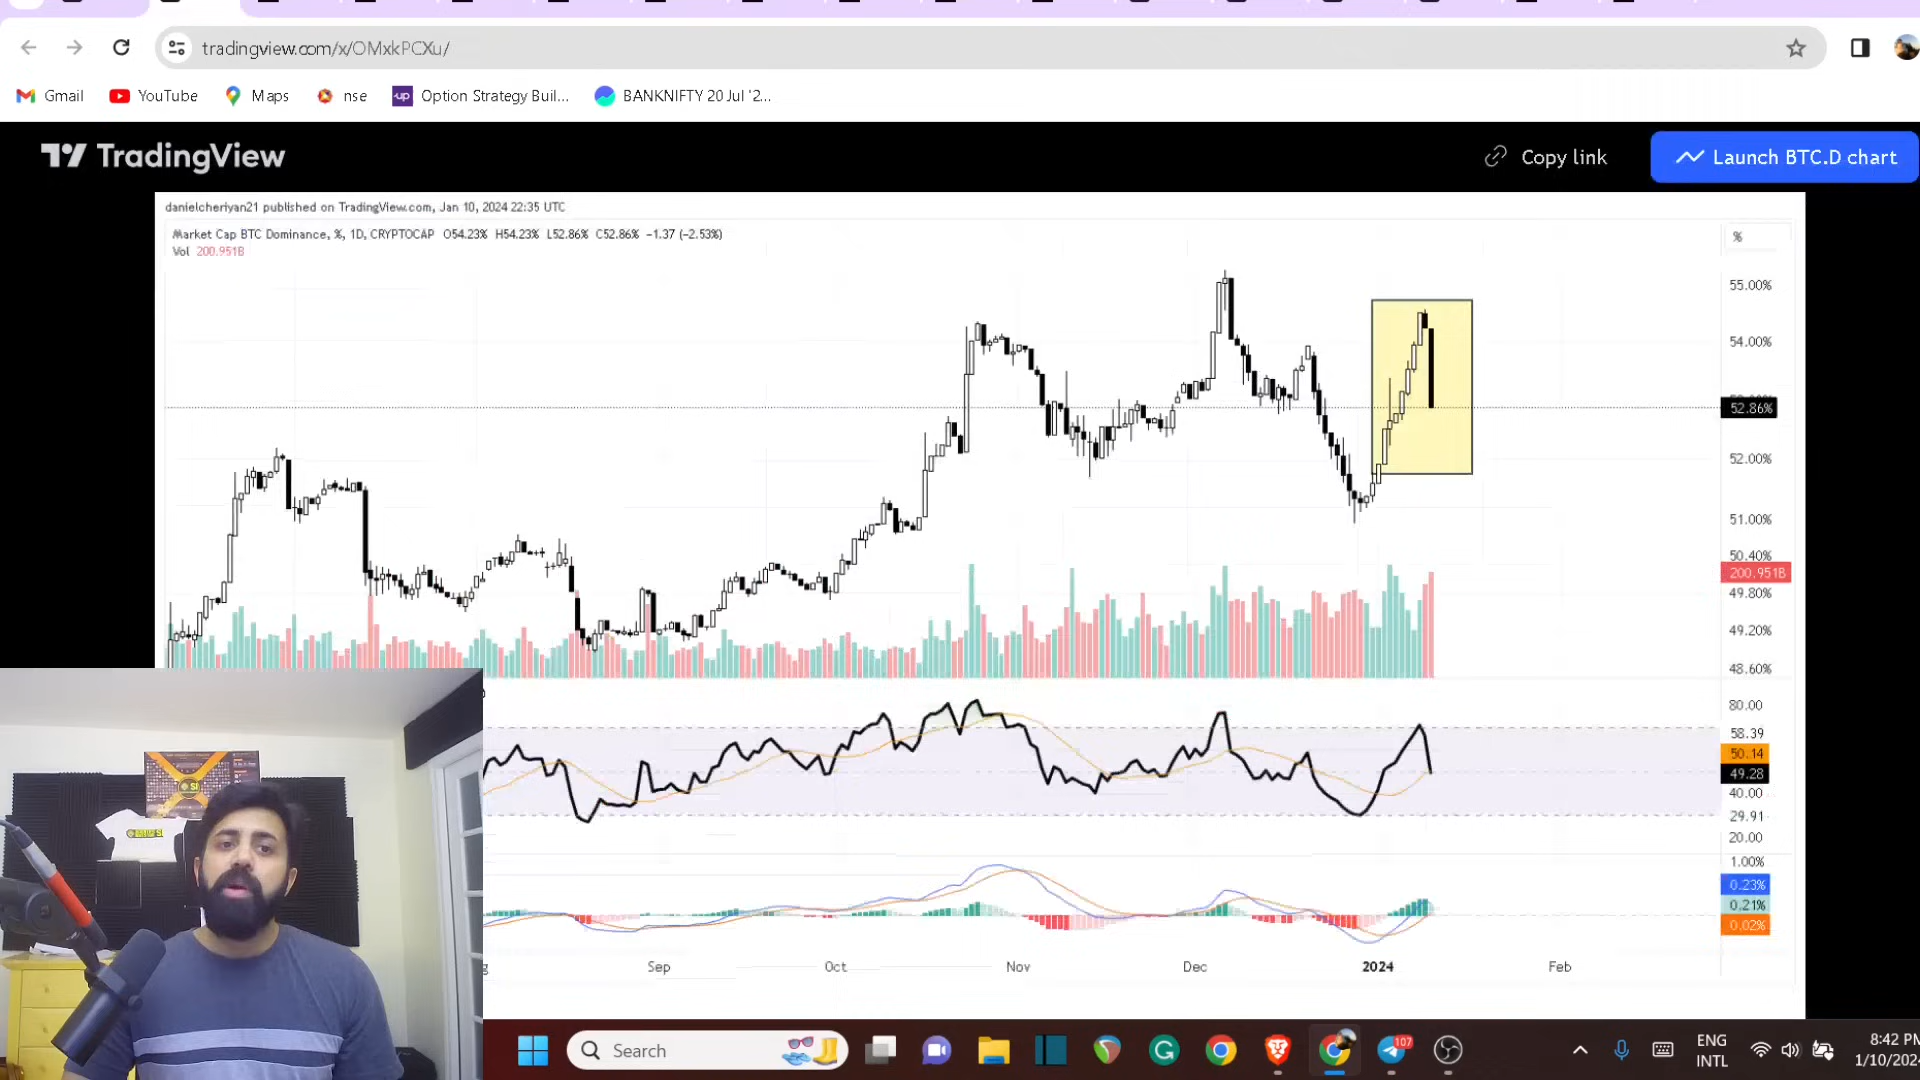 tradingview.com/x/OMxkPCXu/
Gmail YouTube Maps nse Option Strategy Buil... BANKNIFTY 20 Jul '2...
TradingView
Copy link
Launch BTC.D chart
danielcheriyan21 published on TradingView.com, Jan 10, 2024 22:35 UTC
Market Cap BTC Dominance, %, 1D, CRYPTOCAP O54.23% H54.23% L52.86% C52.86% −1.37 (−2.53%)
Vol 200.951B
%
55.00%
54.00%
52.86%
52.00%
51.00%
50.40%
200.951B
49.80%
49.20%
48.60%
80.00
58.39
50.14
49.28
40.00
29.91
20.00
1.00%
0.23%
0.21%
0.02%
Sep Oct Nov Dec 2024 Feb
Search
107
ENG
INTL
8:42 PM
1/10/202